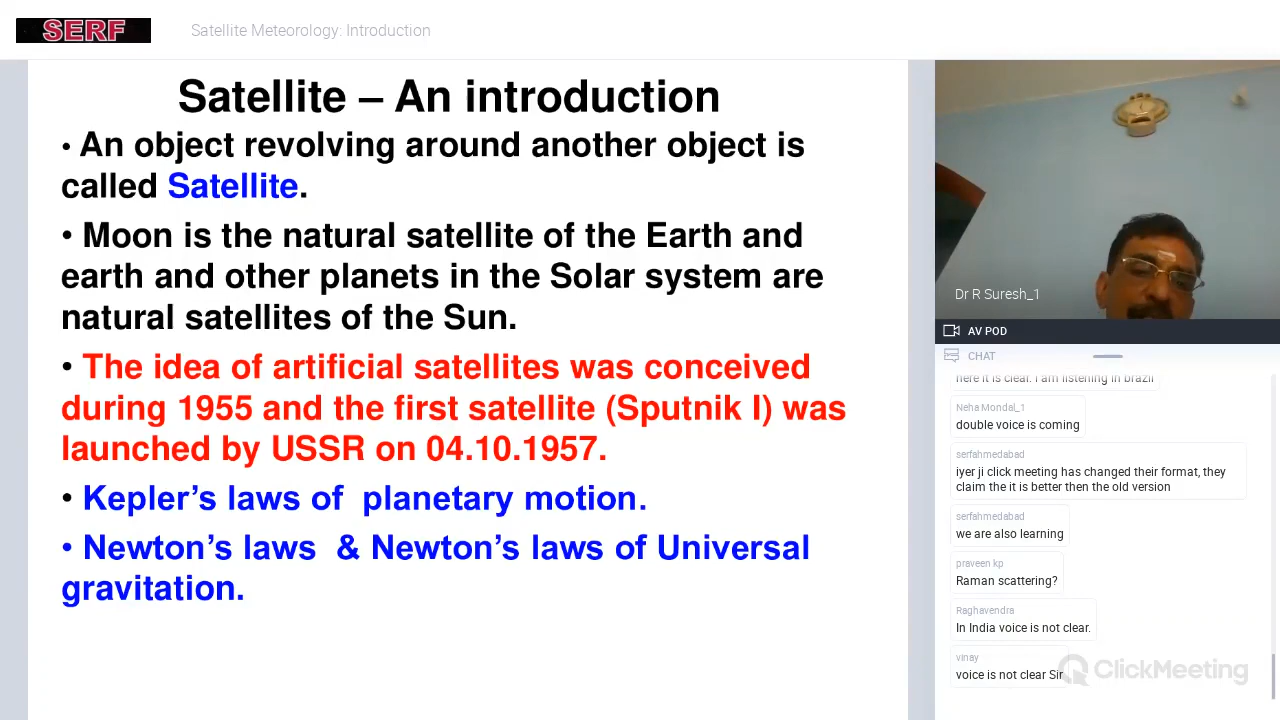 SERF
Satellite Meteorology: Introduction
Satellite – An introduction
• An object revolving around another object is
called Satellite.
• Moon is the natural satellite of the Earth and
earth and other planets in the Solar system are
natural satellites of the Sun.
• The idea of artificial satellites was conceived
during 1955 and the first satellite (Sputnik I) was
launched by USSR on 04.10.1957.
• Kepler’s laws of planetary motion.
• Newton’s laws & Newton’s laws of Universal
gravitation.
Dr R Suresh_1
AV POD
CHAT
here it is clear. I am listening in brazil
Neha Mondal_1
double voice is coming
serfahmedabad
iyer ji click meeting has changed their format, they
claim the it is better then the old version
serfahmedabad
we are also learning
praveen kp
Raman scattering?
Raghavendra
In India voice is not clear.
vinay
voice is not clear Sir
ClickMeeting